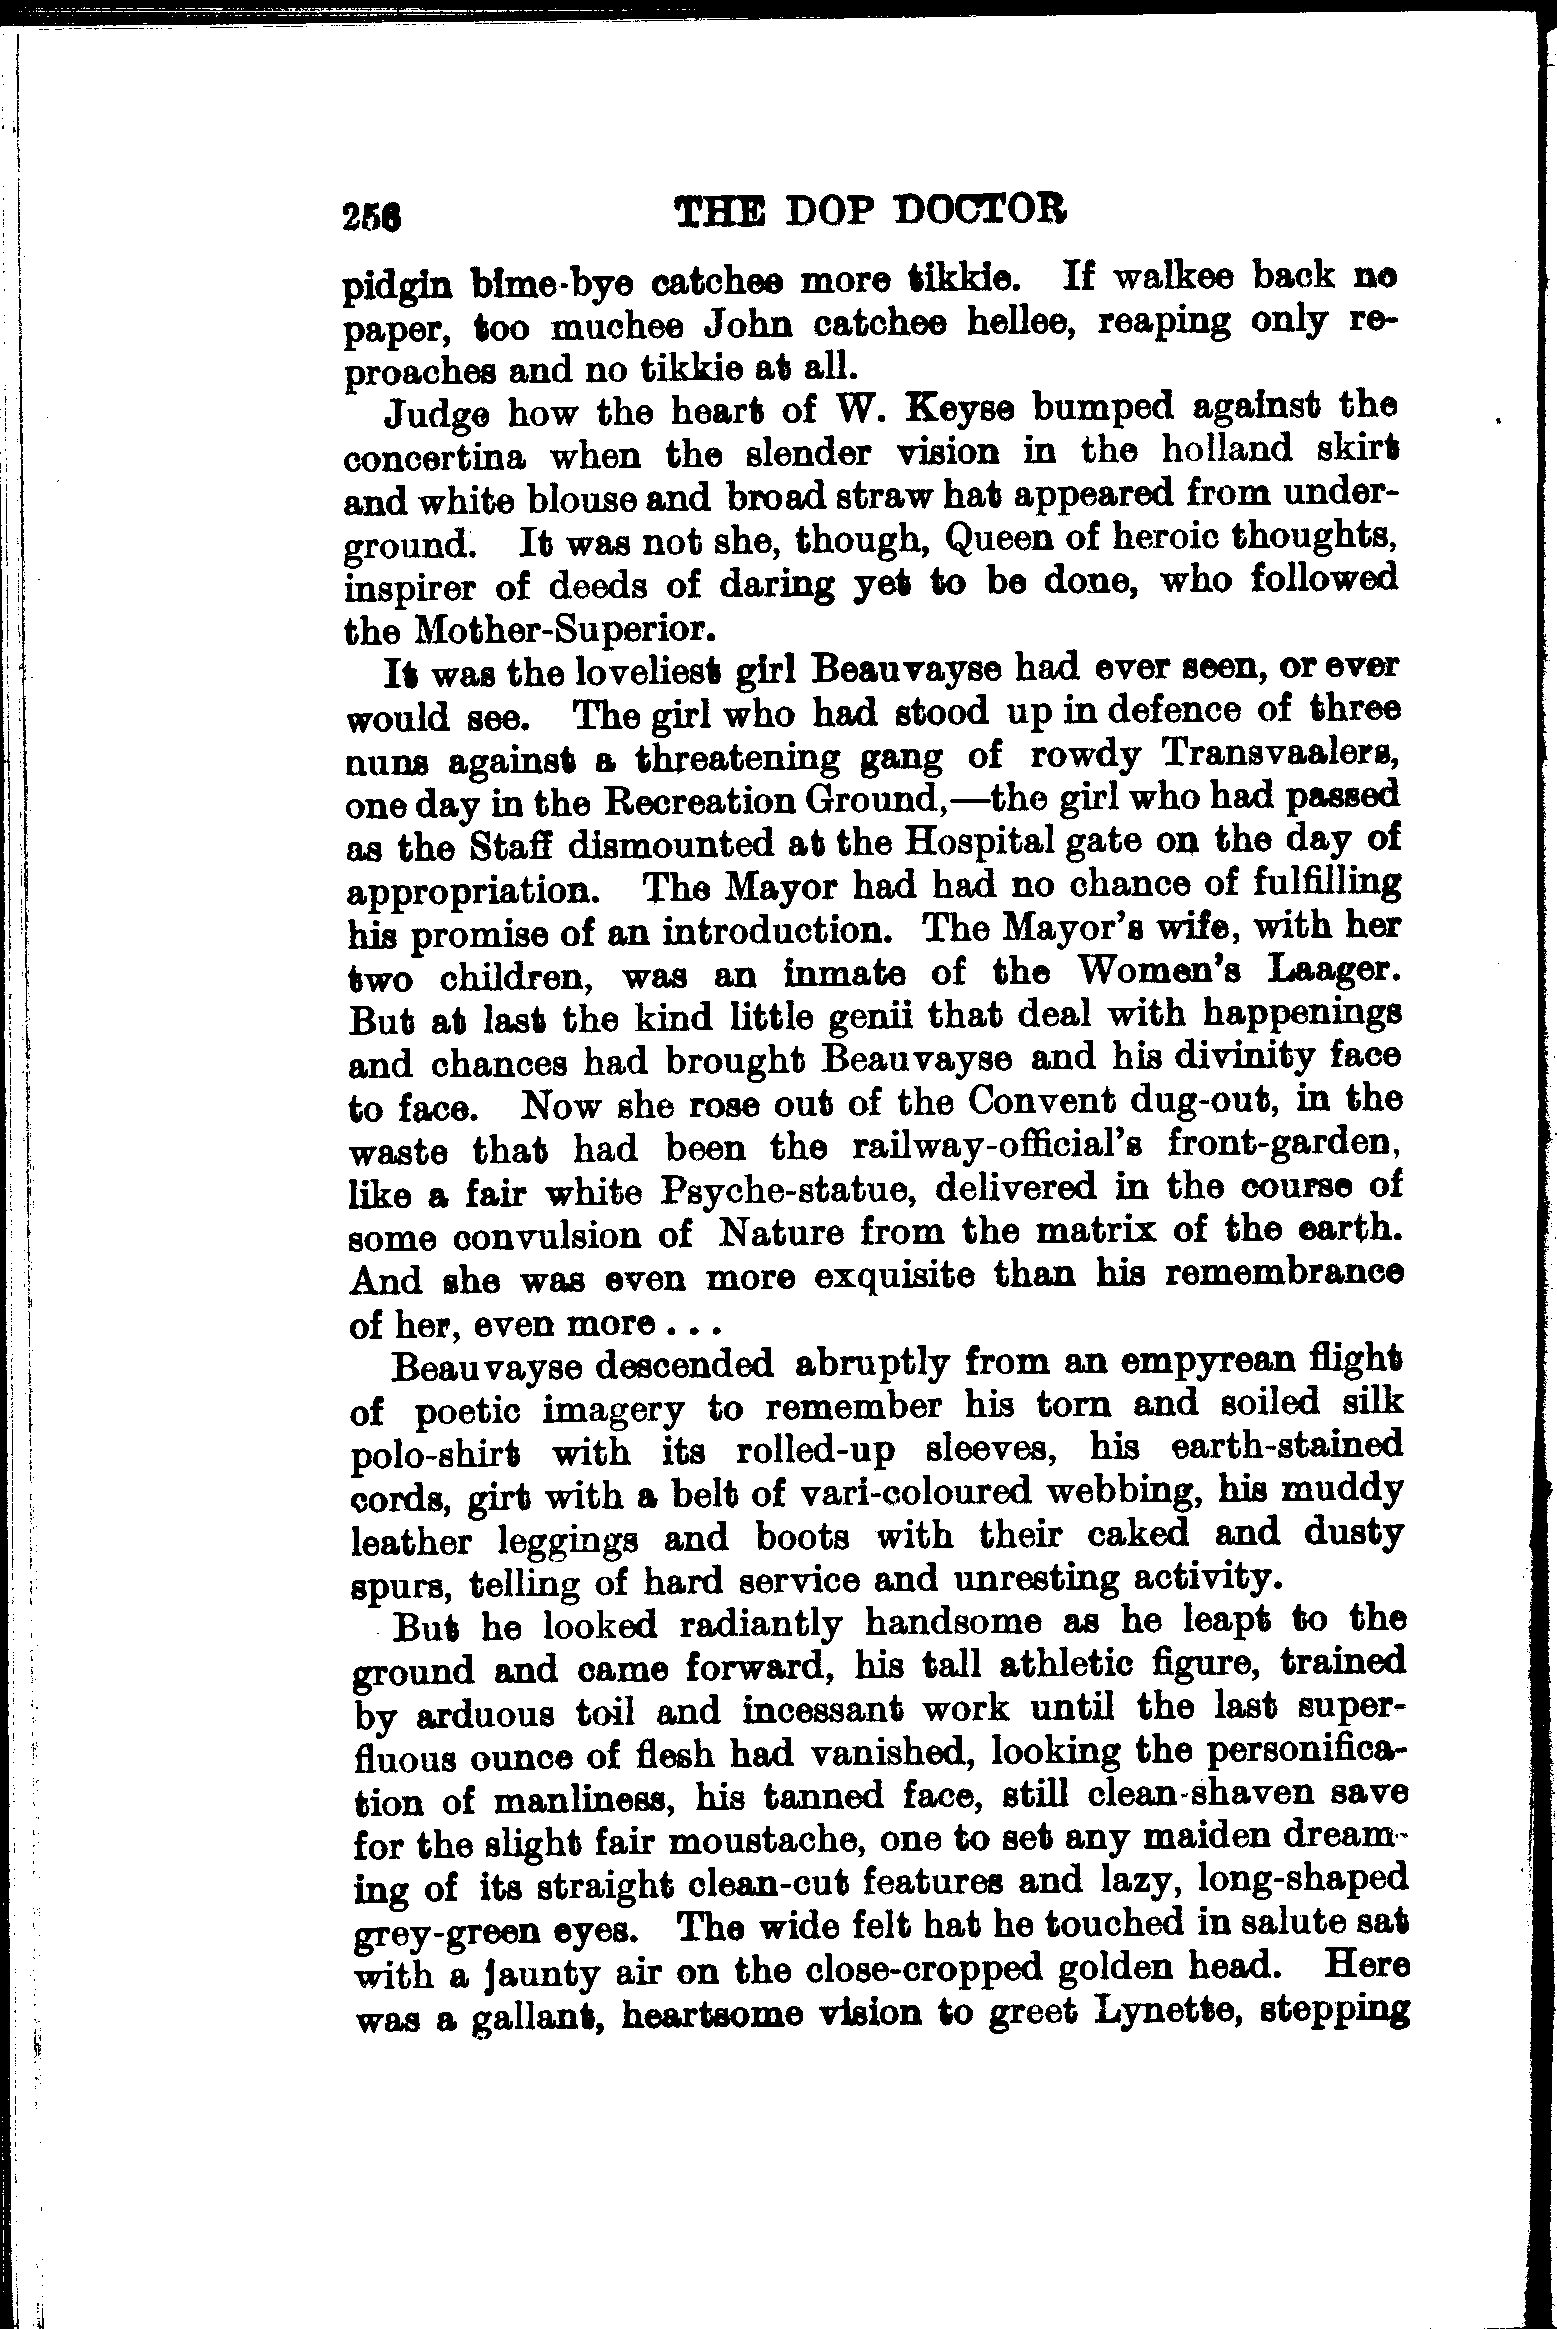 256 THE DOP DOCTOR
pidgin bime-bye catchee more tikkie. If walkee back no
paper, too muchee John catchee hellee, reaping only re-
proaches and no tikkie at all.
Judge how the heart of W. Keyse bumped against the
concertina when the slender vision in the holland skirt
and white blouse and broad straw hat appeared from under-
ground. It was not she, though, Queen of heroic thoughts,
inspirer of deeds of daring yet to be done, who followed
the Mother-Superior.
It was the loveliest girl Beauvayse had ever seen, or ever
would see. The girl who had stood up in defence of three
nuns against a threatening gang of rowdy Transvaalers,
one day in the Recreation Ground,—the girl who had passed
as the Staff dismounted at the Hospital gate on the day of
appropriation. The Mayor had had no chance of fulfilling
his promise of an introduction. The Mayor's wife, with her
two children, was an inmate of the Women's Laager.
But at last the kind little genii that deal with happenings
and chances had brought Beauvayse and his divinity face
to face. Now she rose out of the Convent dug-out, in the
waste that had been the railway-official's front-garden,
like a fair white Psyche-statue, delivered in the course of
some convulsion of Nature from the matrix of the earth.
And she was even more exquisite than his remembrance
of her, even more . . .
Beauvayse descended abruptly from an empyrean flight
of poetic imagery to remember his torn and soiled silk
polo-shirt with its rolled-up sleeves, his earth-stained
cords, girt with a belt of vari-coloured webbing, his muddy
leather leggings and boots with their caked and dusty
spurs, telling of hard service and unresting activity.
But he looked radiantly handsome as he leapt to the
ground and came forward, his tall athletic figure, trained
by arduous toil and incessant work until the last super-
fluous ounce of flesh had vanished, looking the personifica-
tion of manliness, his tanned face, still clean-shaven save
for the slight fair moustache, one to set any maiden dream-
ing of its straight clean-cut features and lazy, long-shaped
grey-green eyes. The wide felt hat he touched in salute sat
with a jaunty air on the close-cropped golden head. Here
was a gallant, heartsome vision to greet Lynette, stepping